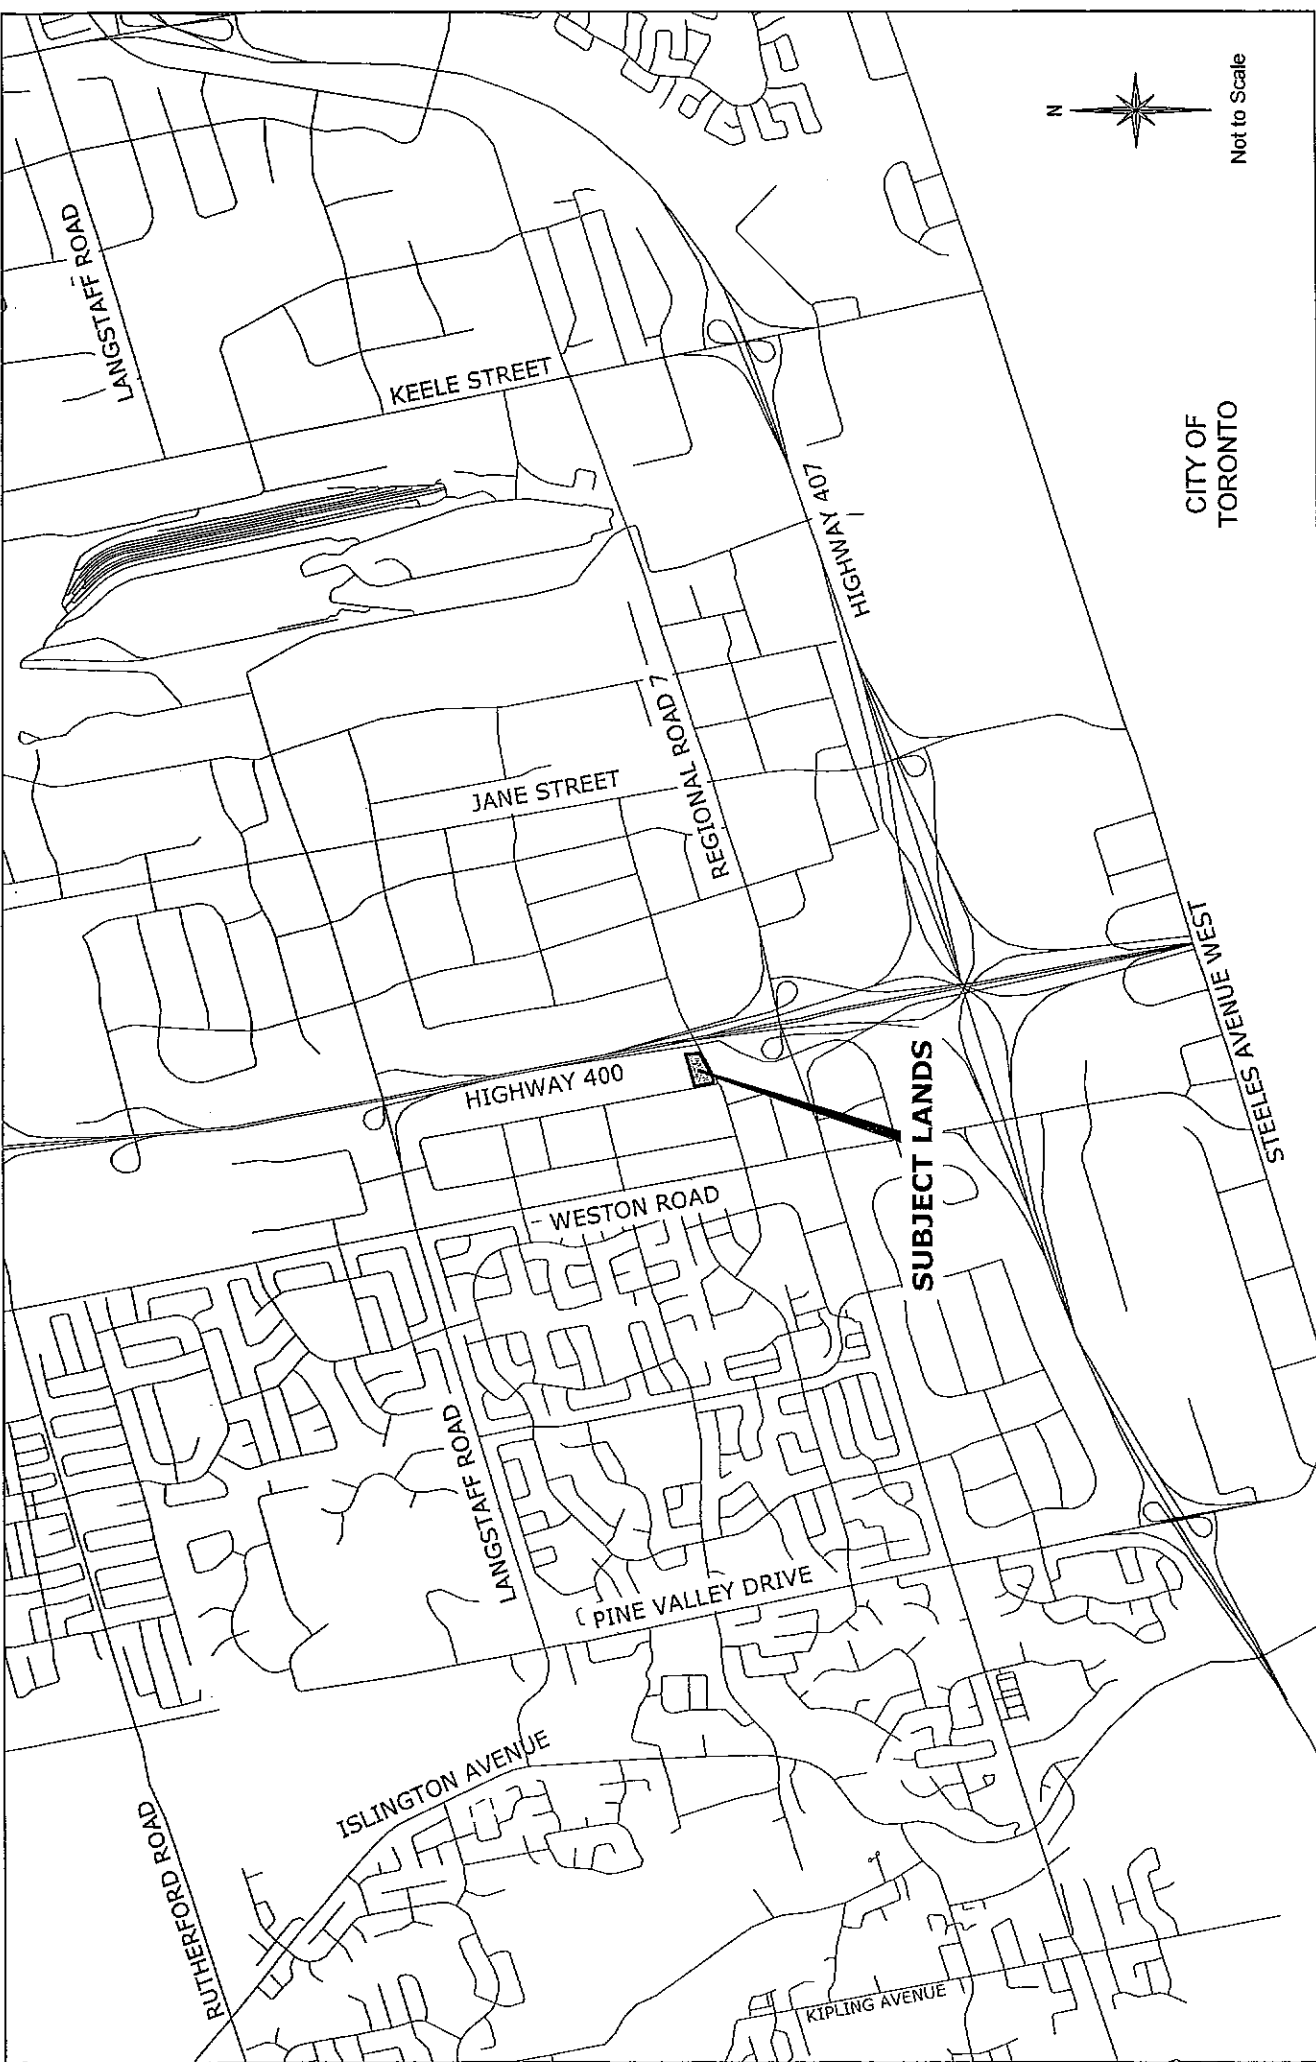 LANGSTAFF ROAD
KEELE STREET
N
Not to Scale
CITY OF
TORONTO
HIGHWAY 407
REGIONAL ROAD 7
JANE STREET
HIGHWAY 400
SUBJECT LANDS
STEELES AVENUE WEST
WESTON ROAD
LANGSTAFF ROAD
PINE VALLEY DRIVE
ISLINGTON AVENUE
RUTHERFORD ROAD
KIPLING AVENUE